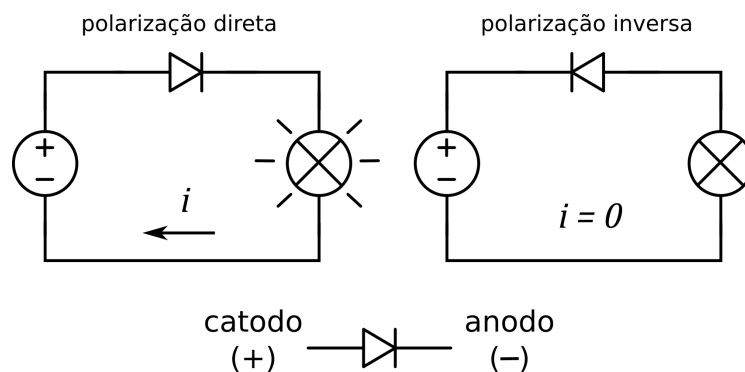 polarização direta
polarização inversa
+
−
i
+
−
i = 0
catodo
(+)
anodo
(−)